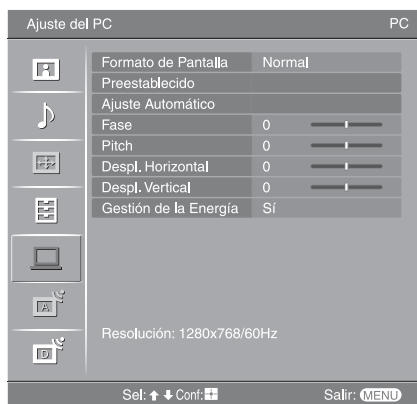 Ajuste del PC PC
Formato de Pantalla Normal
Preestablecido
Ajuste Automático
Fase 0
Pitch 0
Despl. Horizontal 0
Despl. Vertical 0
Gestión de la Energía Sí
A
D
Resolución: 1280x768/60Hz
Sel: Conf: Salir: MENU